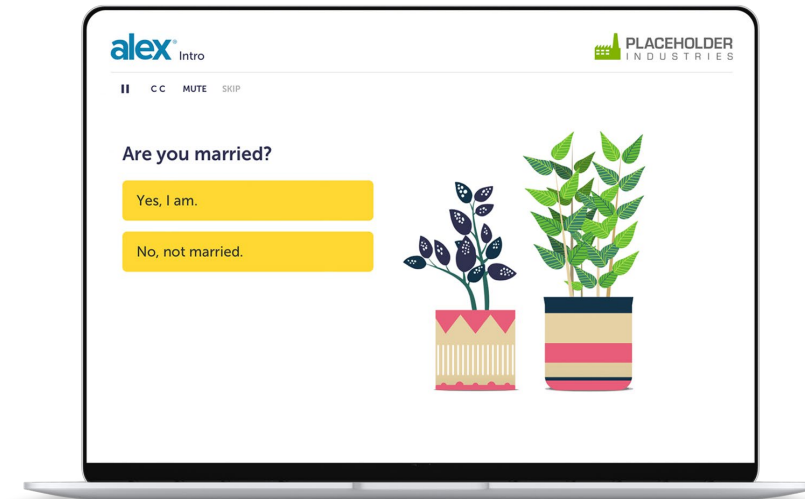 alex® Intro
PLACEHOLDER
INDUSTRIES
CC MUTE SKIP
Are you married?
Yes, I am.
No, not married.